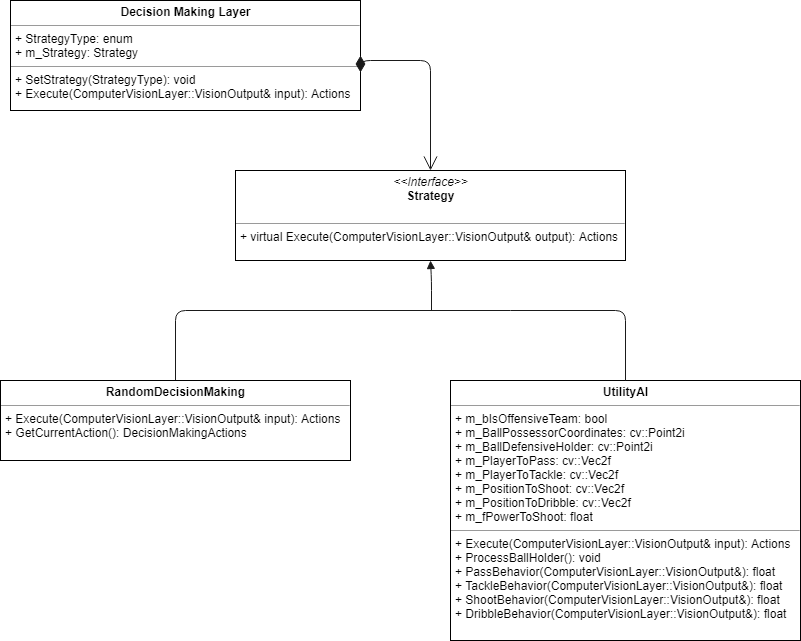 Decision Making Layer
+ StrategyType: enum
+ m_Strategy: Strategy
+ SetStrategy(StrategyType): void
+ Execute(ComputerVisionLayer::VisionOutput& input): Actions
<<Interface>>
Strategy
+ virtual Execute(ComputerVisionLayer::VisionOutput& output): Actions
RandomDecisionMaking
+ Execute(ComputerVisionLayer::VisionOutput& input): Actions
+ GetCurrentAction(): DecisionMakingActions
UtilityAI
+ m_bIsOffensiveTeam: bool
+ m_BallPossessorCoordinates: cv::Point2i
+ m_BallDefensiveHolder: cv::Point2i
+ m_PlayerToPass: cv::Vec2f
+ m_PlayerToTackle: cv::Vec2f
+ m_PositionToShoot: cv::Vec2f
+ m_PositionToDribble: cv::Vec2f
+ m_fPowerToShoot: float
+ Execute(ComputerVisionLayer::VisionOutput& input): Actions
+ ProcessBallHolder(): void
+ PassBehavior(ComputerVisionLayer::VisionOutput&): float
+ TackleBehavior(ComputerVisionLayer::VisionOutput&): float
+ ShootBehavior(ComputerVisionLayer::VisionOutput&): float
+ DribbleBehavior(ComputerVisionLayer::VisionOutput&): float